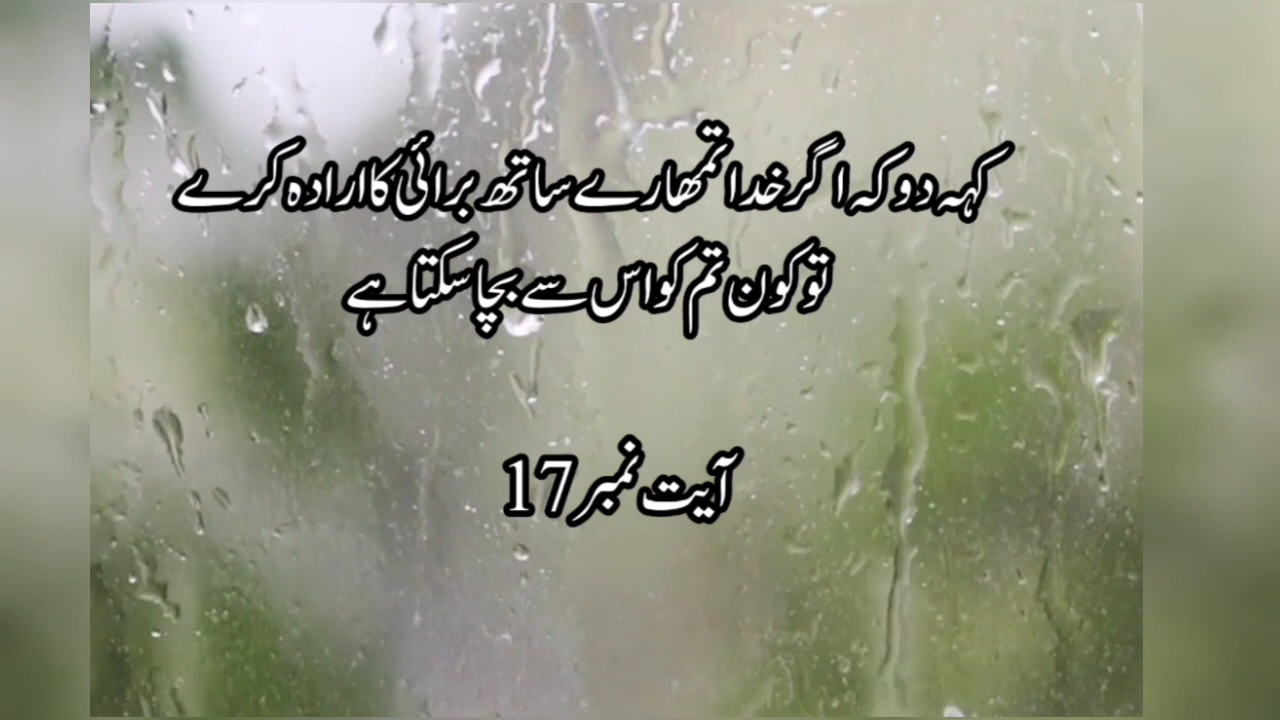 کہہ دو کہ اگر خدا تمھارے ساتھ برائی کا ارادہ کرے
تو کون تم کو اس سے بچا سکتا ہے
آیت نمبر 17